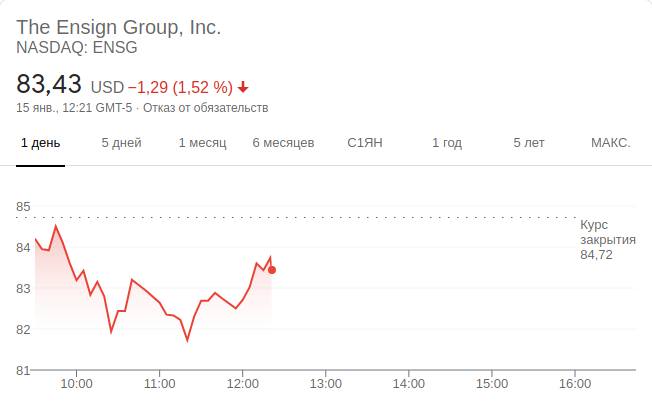 The Ensign Group, Inc.
NASDAQ: ENSG
83,43 USD −1,29 (1,52 %)
15 янв., 12:21 GMT-5 · Отказ от обязательств
1 день 5 дней 1 месяц 6 месяцев С1ЯН 1 год 5 лет МАКС.
85
Курс
закрытия
84,72
84
83
82
81
10:00 11:00 12:00 13:00 14:00 15:00 16:00